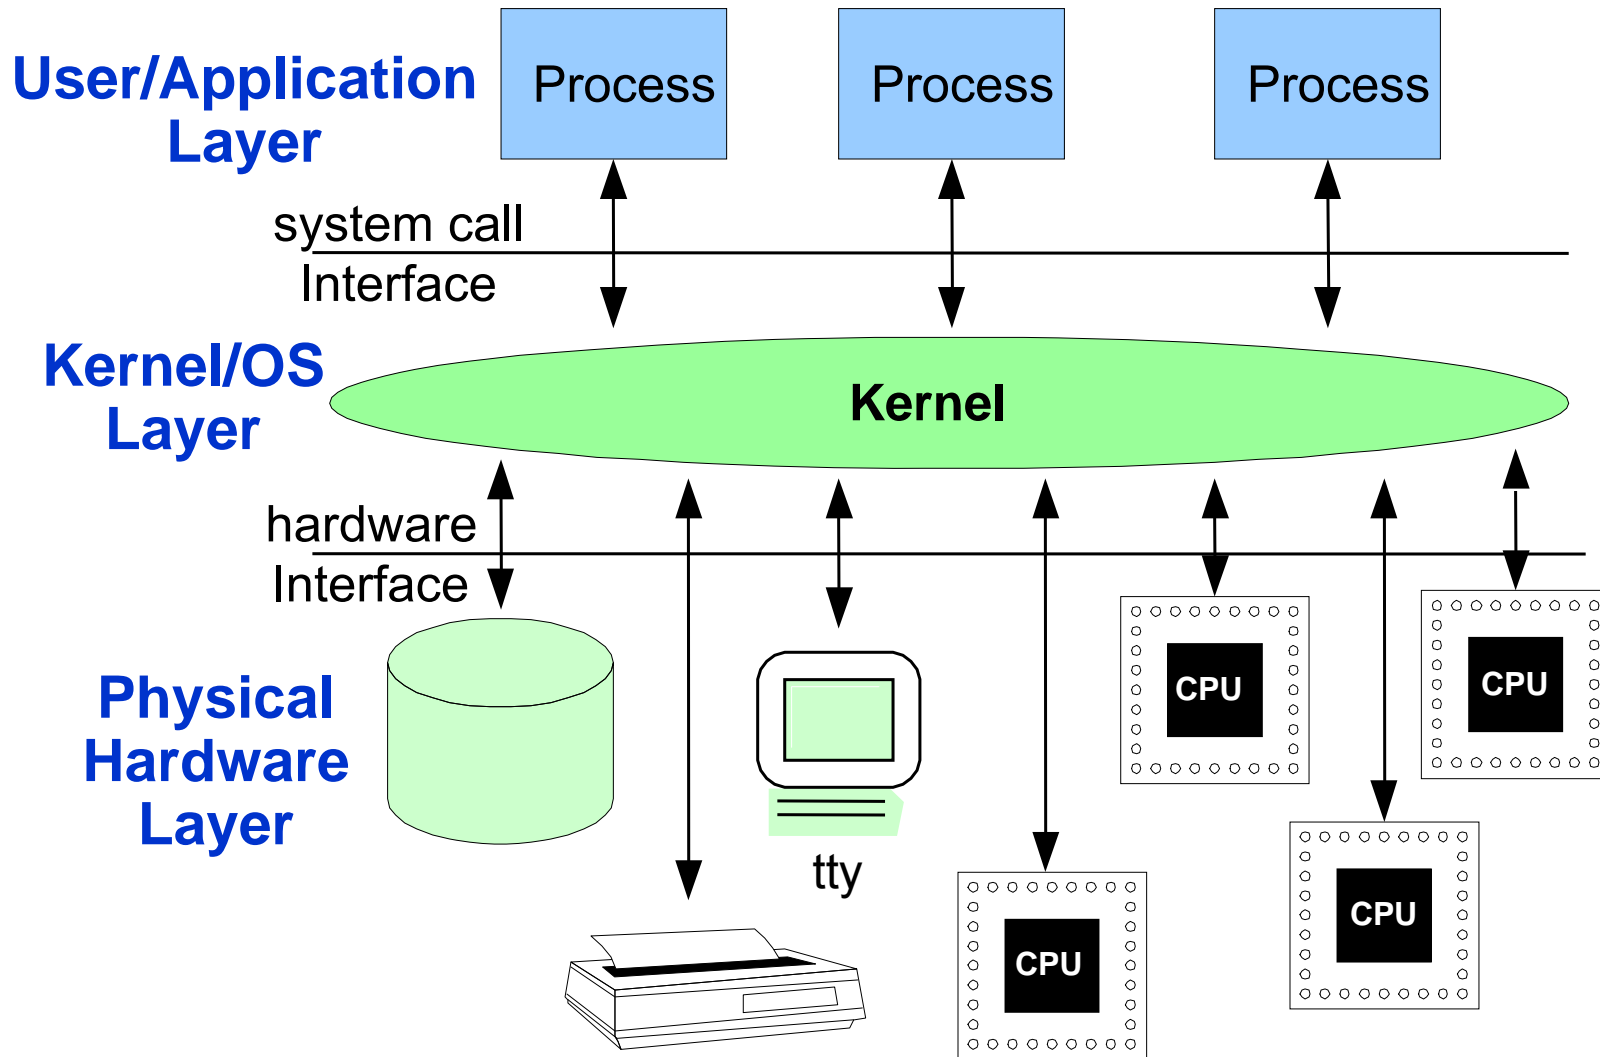 User/Application
Layer
Process
Process
Process
system call
Interface
Kernel/OS
Layer
Kernel
hardware
Interface
Physical
Hardware
Layer
tty
CPU
CPU
CPU
CPU